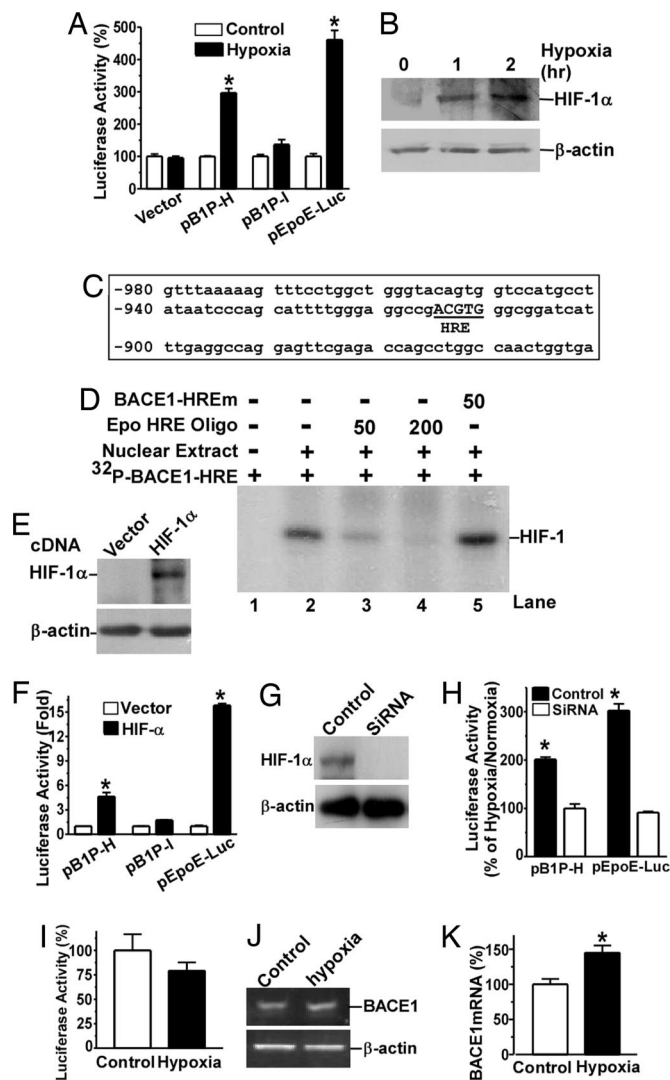 A
Control
Hypoxia
Luciferase Activity (%)
500
400
300
200
100
0
*
*
Vector
pB1P-H
pB1P-I
pEpoE-Luc
B
0 1 2 Hypoxia (hr)
HIF-1α
β-actin
C
-980 gtttaaaaag tttcctggct gggtacagtg gtccatgcct
-940 ataatcccag cattttggga ggccgACGTG ggcggatcat
HRE
-900 ttgaggccag gagttcgaga ccagcctggc caactggtga
D
BACE1-HREm - - - - 50
Epo HRE Oligo - - 50 200 -
Nuclear Extract - + + + +
32P-BACE1-HRE + + + + +
HIF-1
1 2 3 4 5 Lane
E
cDNA Vector HIF-1α
HIF-1α
β-actin
F
Vector
HIF-α
Luciferase Activity (Fold)
15
12
9
6
3
0
*
*
pB1P-H
pB1P-I
pEpoE-Luc
G
Control SiRNA
HIF-1α
β-actin
H
Control
SiRNA
Luciferase Activity
(% of Hypoxia/Normoxia)
300
200
100
0
*
*
pB1P-H pEpoE-Luc
I
Luciferase Activity (%)
100
75
50
25
0
Control Hypoxia
J
Control hypoxia
BACE1
β-actin
K
BACE1mRNA (%)
150
100
50
0
*
Control Hypoxia